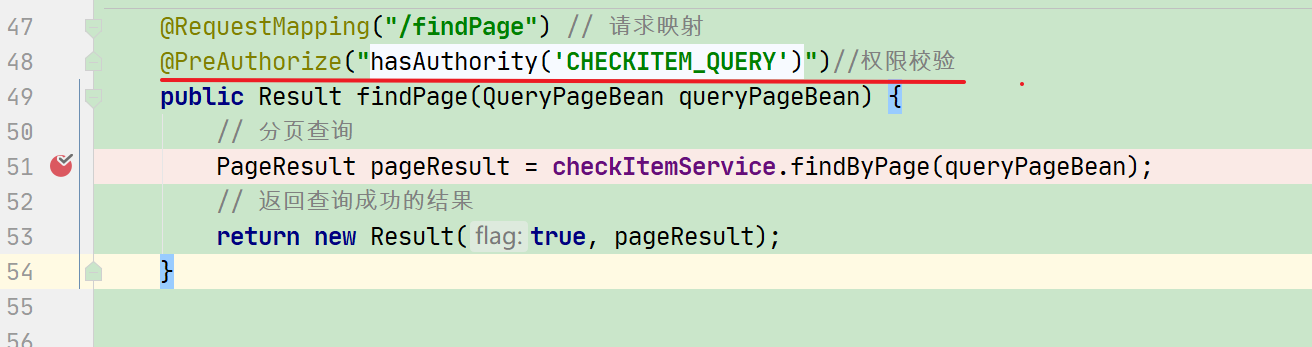 47 @RequestMapping("/findPage") // 请求映射
48 @PreAuthorize("hasAuthority('CHECKITEM_QUERY')")//权限校验
49 public Result findPage(QueryPageBean queryPageBean) {
50 // 分页查询
51 PageResult pageResult = checkItemService.findByPage(queryPageBean);
52 // 返回查询成功的结果
53 return new Result( flag: true, pageResult);
54 }
55
56